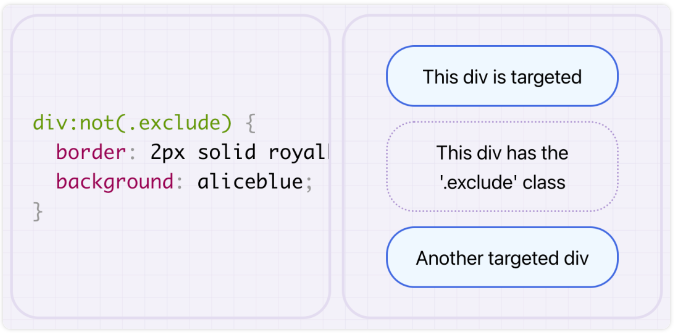 div:not(.exclude) {
border: 2px solid royal
background: aliceblue;
}
This div is targeted
This div has the
'.exclude' class
Another targeted div